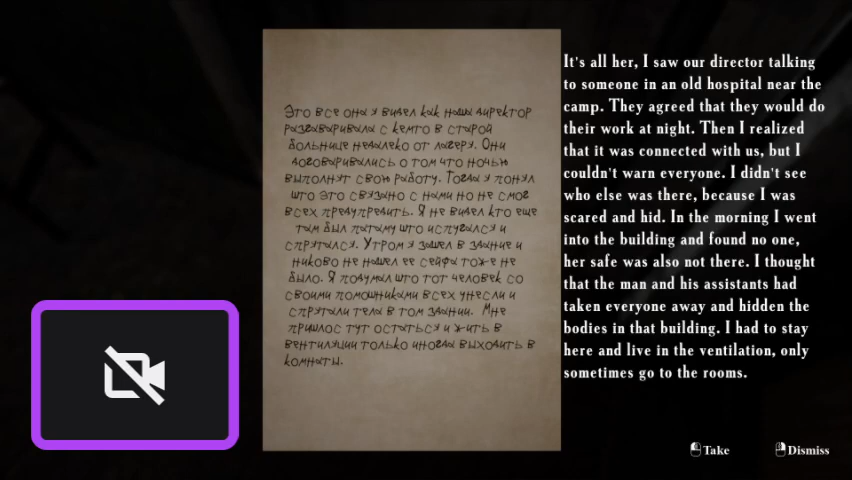 Это все она я видел как наша директор
разгаваривала с кемто в старой
больнице недалеко от лагеру. Они
договаривались о том что ночью
выполнят свою работу. Тогда я понял
што это связано с нами но не смог
всех предупредить. Я не видел кто еще
там был патаму што испугался и
спрятался. Утром я зашел в здание и
никово не нашел ее сейфа тоже не
было. Я подумал што тот человек со
своими помошниками всех унесли и
спрятали тела в том здании. Мне
пришлос тут остаться и жить в
вентиляции только иногда выходить в
комнаты.
It's all her, I saw our director talking
to someone in an old hospital near the
camp. They agreed that they would do
their work at night. Then I realized
that it was connected with us, but I
couldn't warn everyone. I didn't see
who else was there, because I was
scared and hid. In the morning I went
into the building and found no one,
her safe was also not there. I thought
that the man and his assistants had
taken everyone away and hidden the
bodies in that building. I had to stay
here and live in the ventilation, only
sometimes go to the rooms.
Take Dismiss